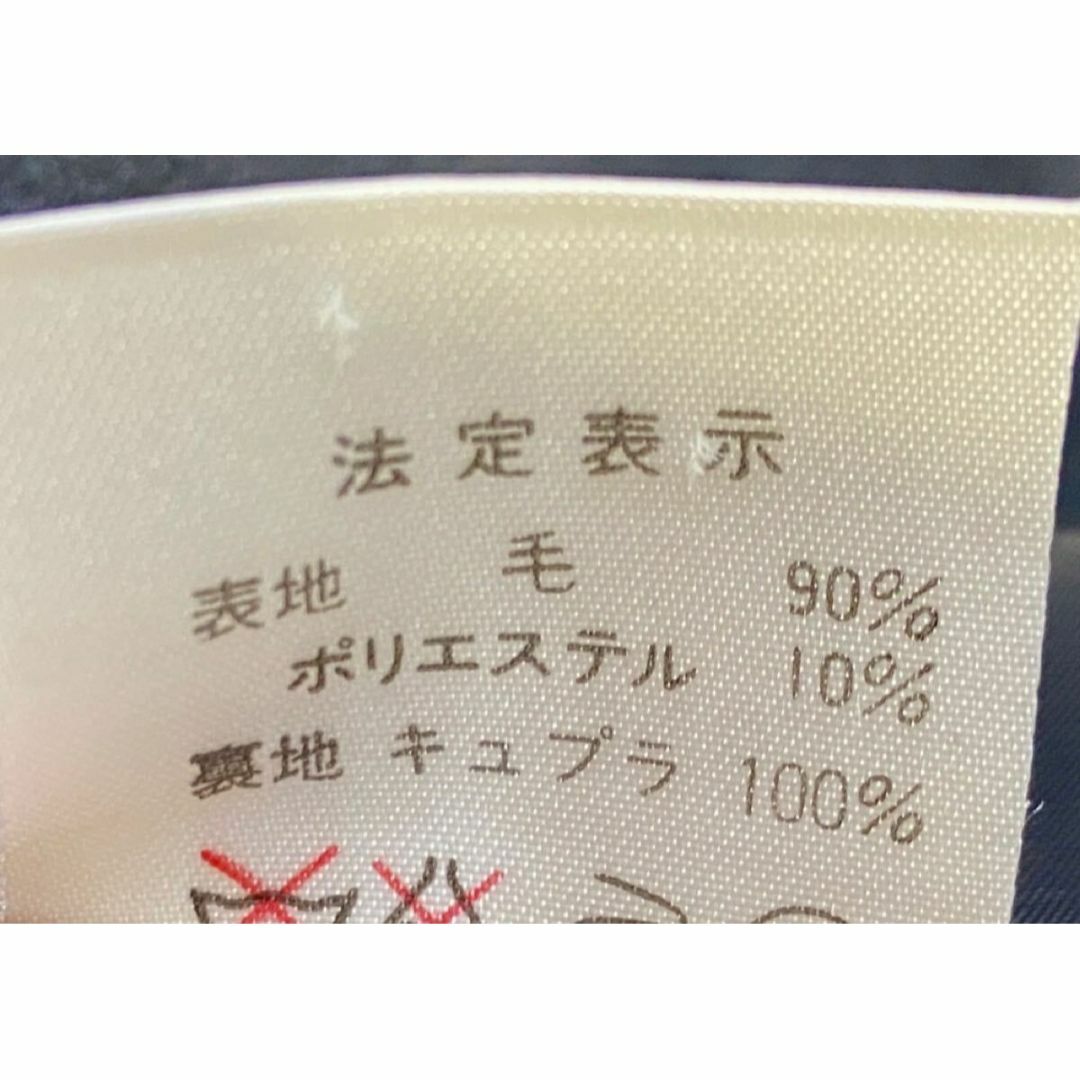 法定表示
表地 毛 90%
ポリエステル 10%
裏地 キュプラ 100%